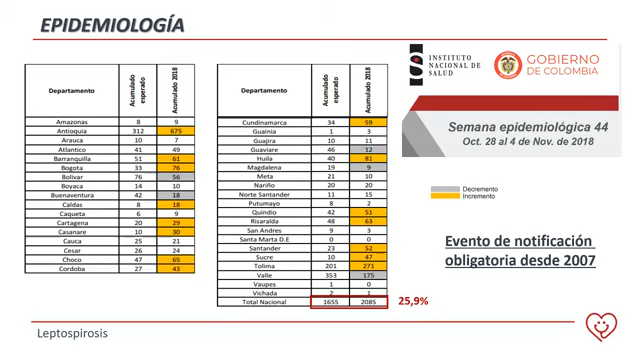 EPIDEMIOLOGÍA
Departamento Acumulado esperado Acumulado 2018
Amazonas 8 9
Antioquia 312 675
Arauca 10 7
Atlantico 41 49
Barranquilla 51 61
Bogota 33 76
Bolivar 76 56
Boyaca 14 10
Buenaventura 42 18
Caldas 8 18
Caqueta 6 9
Cartagena 20 29
Casanare 10 30
Cauca 25 21
Cesar 26 24
Choco 47 65
Cordoba 27 43
Departamento Acumulado esperado Acumulado 2018
Cundinamarca 34 59
Guainía 1 3
Guajira 10 11
Guaviare 46 12
Huila 40 81
Magdalena 19 9
Meta 21 10
Nariño 20 20
Norte Santander 11 15
Putumayo 8 2
Quindio 42 51
Risaralda 48 63
San Andres 9 3
Santa Marta D.E 0 0
Santander 23 52
Sucre 10 47
Tolima 201 271
Valle 353 175
Vaupes 1 0
Vichada 2 1
Total Nacional 1655 2085
25,9%
INSTITUTO
NACIONAL DE
SALUD
GOBIERNO
DE COLOMBIA
Semana epidemiológica 44
Oct. 28 al 4 de Nov. de 2018
Decremento
Incremento
Evento de notificación
obligatoria desde 2007
Leptospirosis